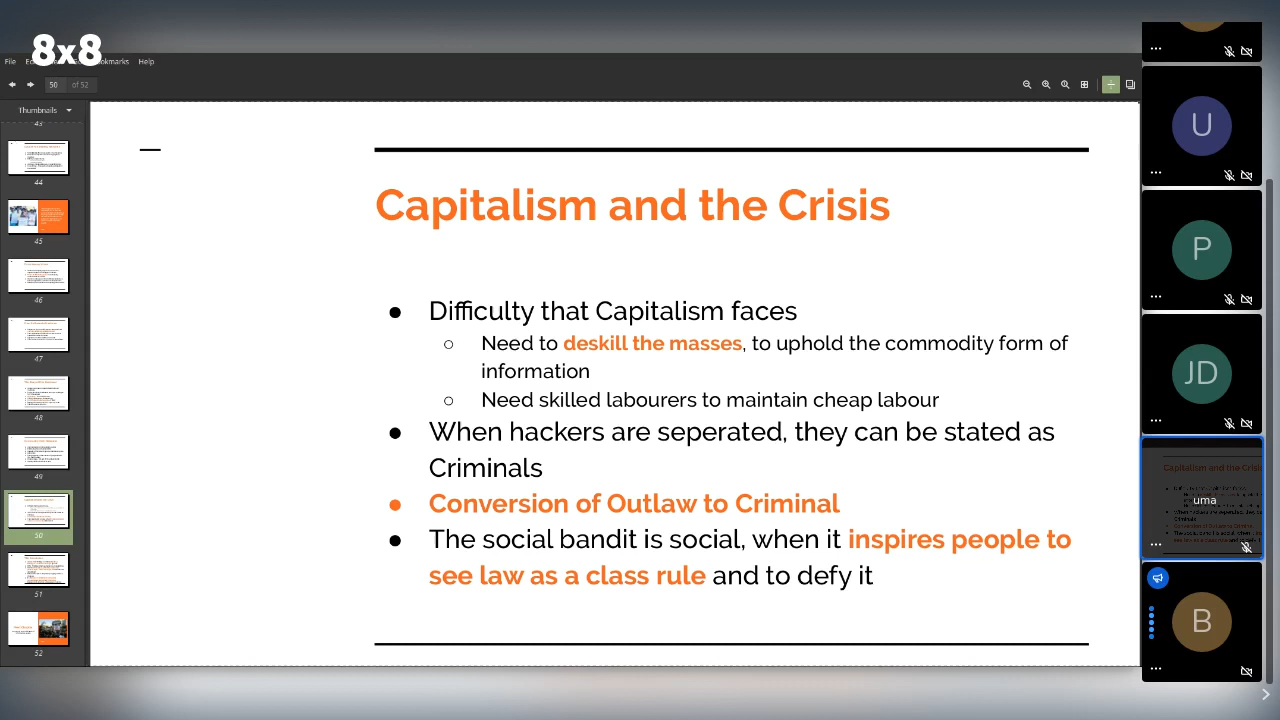 8x8
File
Help
50 of 52
Thumbnails
43
44
45
46
47
48
49
50
51
52
Capitalism and the Crisis
● Difficulty that Capitalism faces
○ Need to deskill the masses, to uphold the commodity form of
information
○ Need skilled labourers to maintain cheap labour
● When hackers are seperated, they can be stated as
Criminals
● Conversion of Outlaw to Criminal
● The social bandit is social, when it inspires people to
see law as a class rule and to defy it
U
P
JD
uma
B